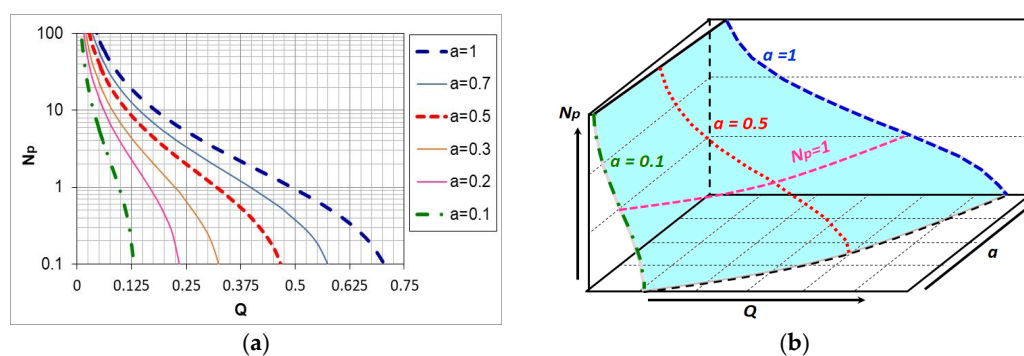 100
10
1
0.1
Np
0 0.125 0.25 0.375 0.5 0.625 0.75
Q
a=1
a=0.7
a=0.5
a=0.3
a=0.2
a=0.1
(a)
Np
a = 1
a = 0.5
a = 0.1
Np=1
a
Q
(b)